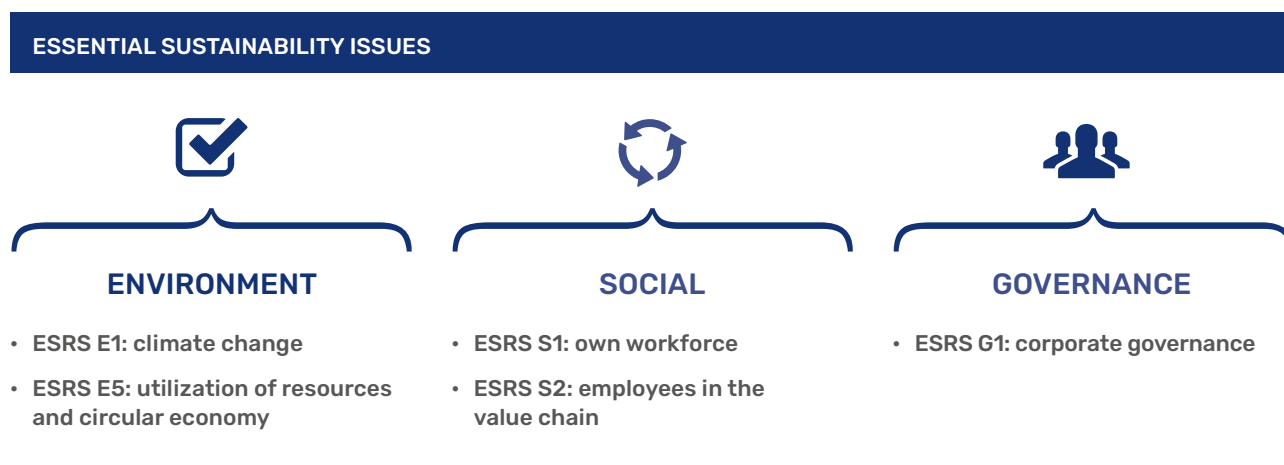 ESSENTIAL SUSTAINABILITY ISSUES
ENVIRONMENT
• ESRS E1: climate change
• ESRS E5: utilization of resources
and circular economy
SOCIAL
• ESRS S1: own workforce
• ESRS S2: employees in the
value chain
GOVERNANCE
• ESRS G1: corporate governance